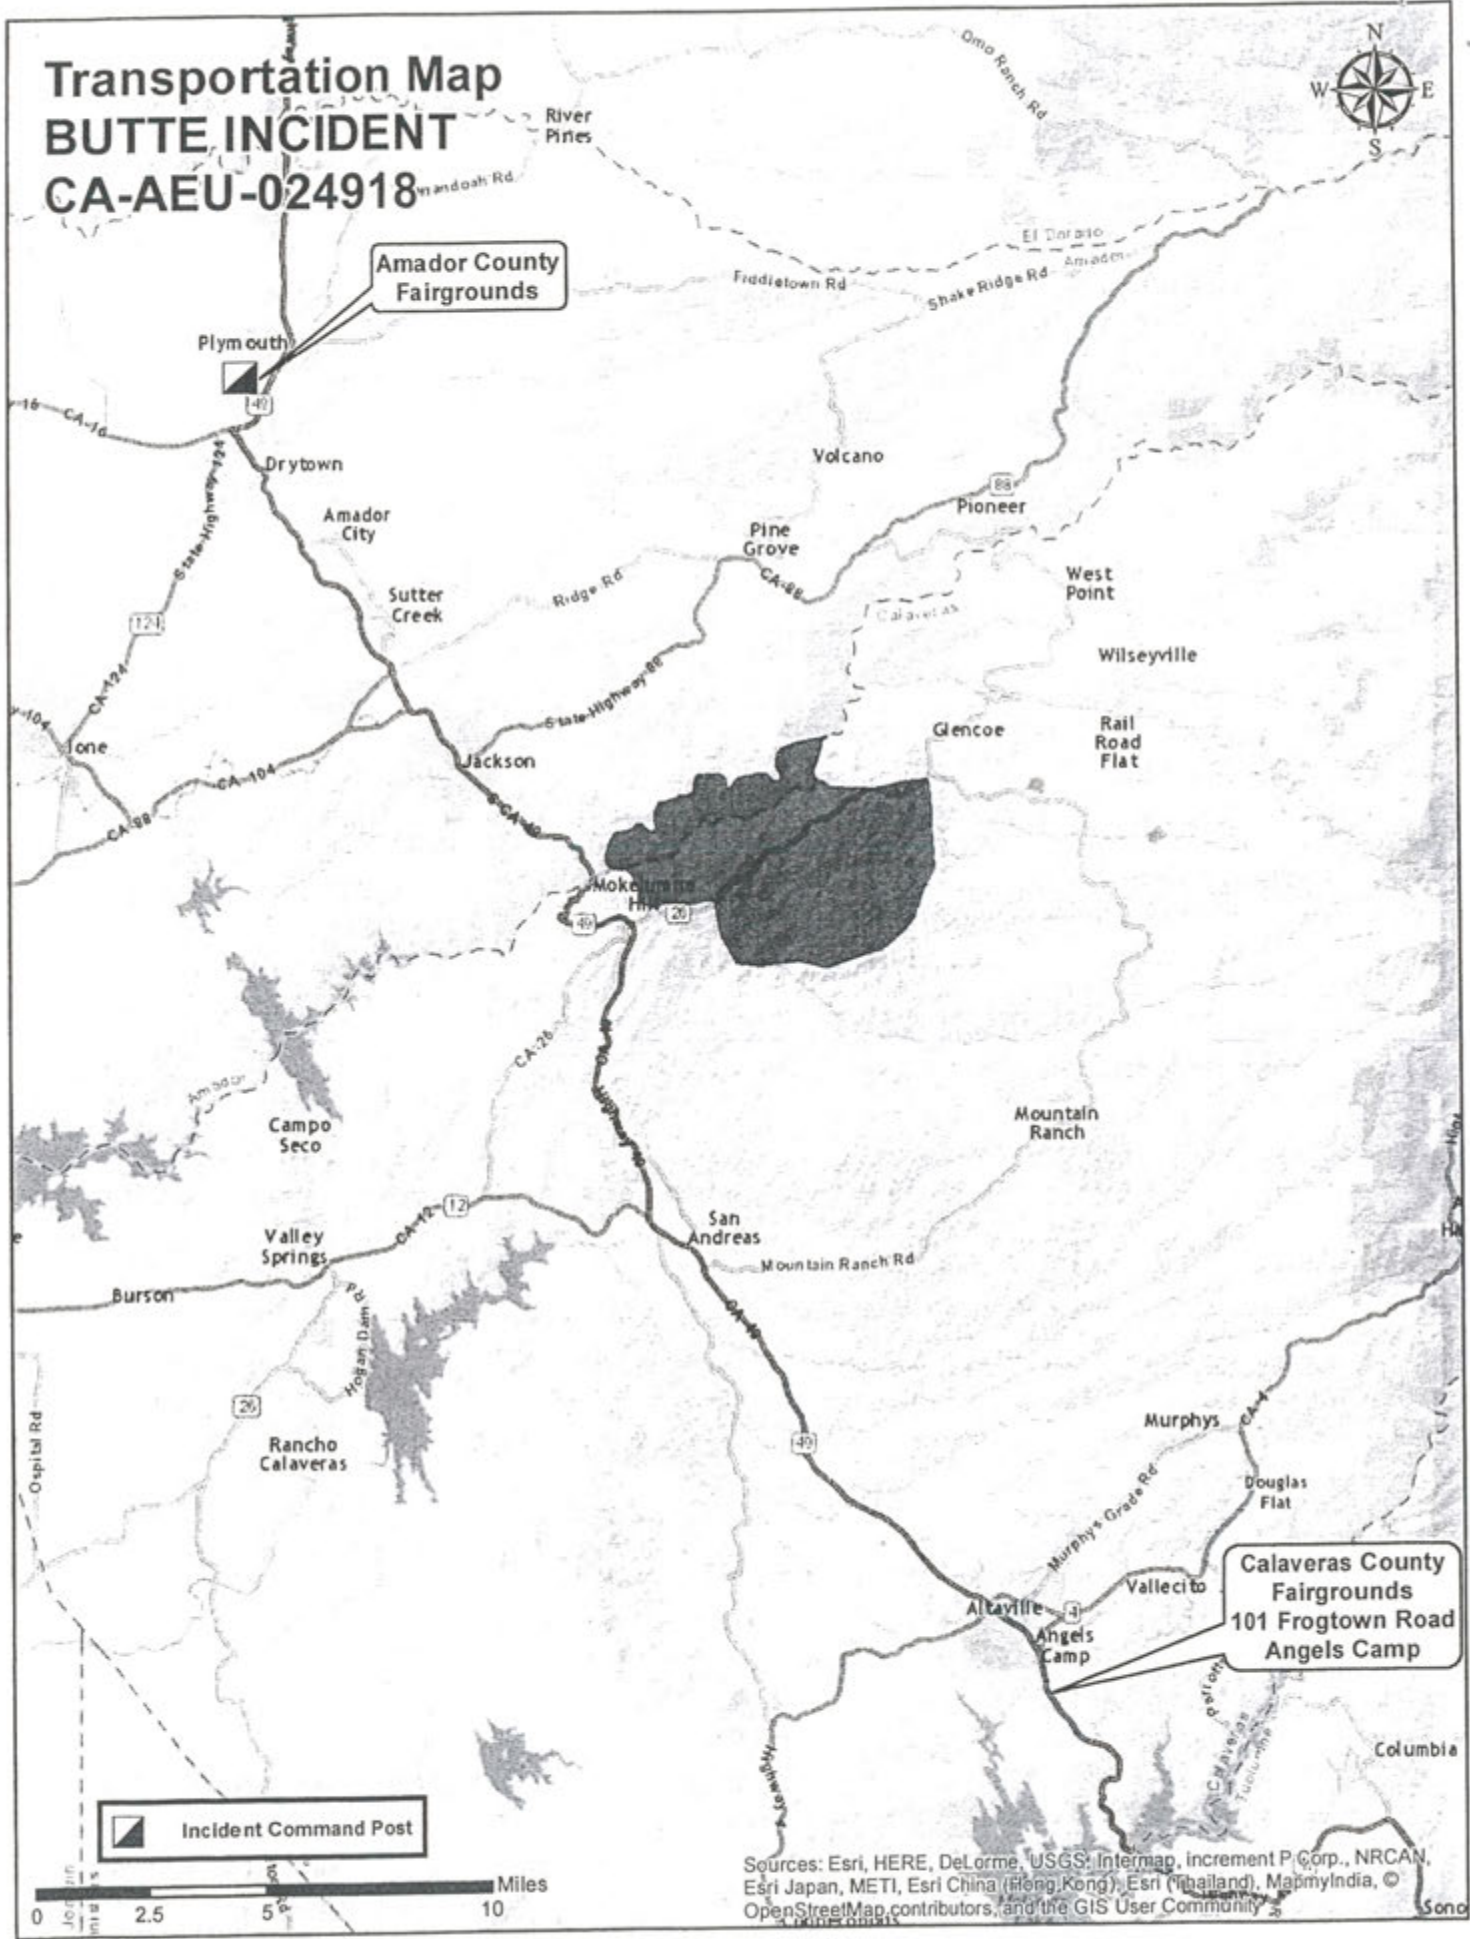 Transportation Map
BUTTE INCIDENT
CA-AEU-024918
N
W
E
S
Omo Ranch Rd
River
Pines
El Dorado
Amador
Amador County
Fairgrounds
Fiddletown Rd
Shake Ridge Rd
Plymouth
49
CA-16
Drytown
Volcano
State Highway 124
88
Pioneer
Amador
City
Pine
Grove
CA-88
West
Point
Ridge Rd
Sutter
Creek
Calaveras
124
Wilseyville
CA-124
State Highway 88
Glencoe
Rail
Road
Flat
Ione
Jackson
CA-104
CA-88
49
26
CA-26
Amador
Campo
Seco
Mountain
Ranch
12
CA-12
San
Andreas
Valley
Springs
Mountain Ranch Rd
Burson
CA-49
Hogan Dam Rd
26
Ospital Rd
Rancho
Calaveras
49
Murphys
CA-4
Murphys Grade Rd
Douglas
Flat
Calaveras County
Fairgrounds
101 Frogtown Road
Angels Camp
Vallecito
Altaville
4
Angels
Camp
Calaveras
Tuolumne
Columbia
Highway 4
Incident Command Post
Miles
0
2.5
5
10
Sources: Esri, HERE, DeLorme, USGS, Intermap, increment P Corp., NRCAN,
Esri Japan, METI, Esri China (Hong Kong), Esri (Thailand), MapmyIndia, ©
OpenStreetMap contributors, and the GIS User Community